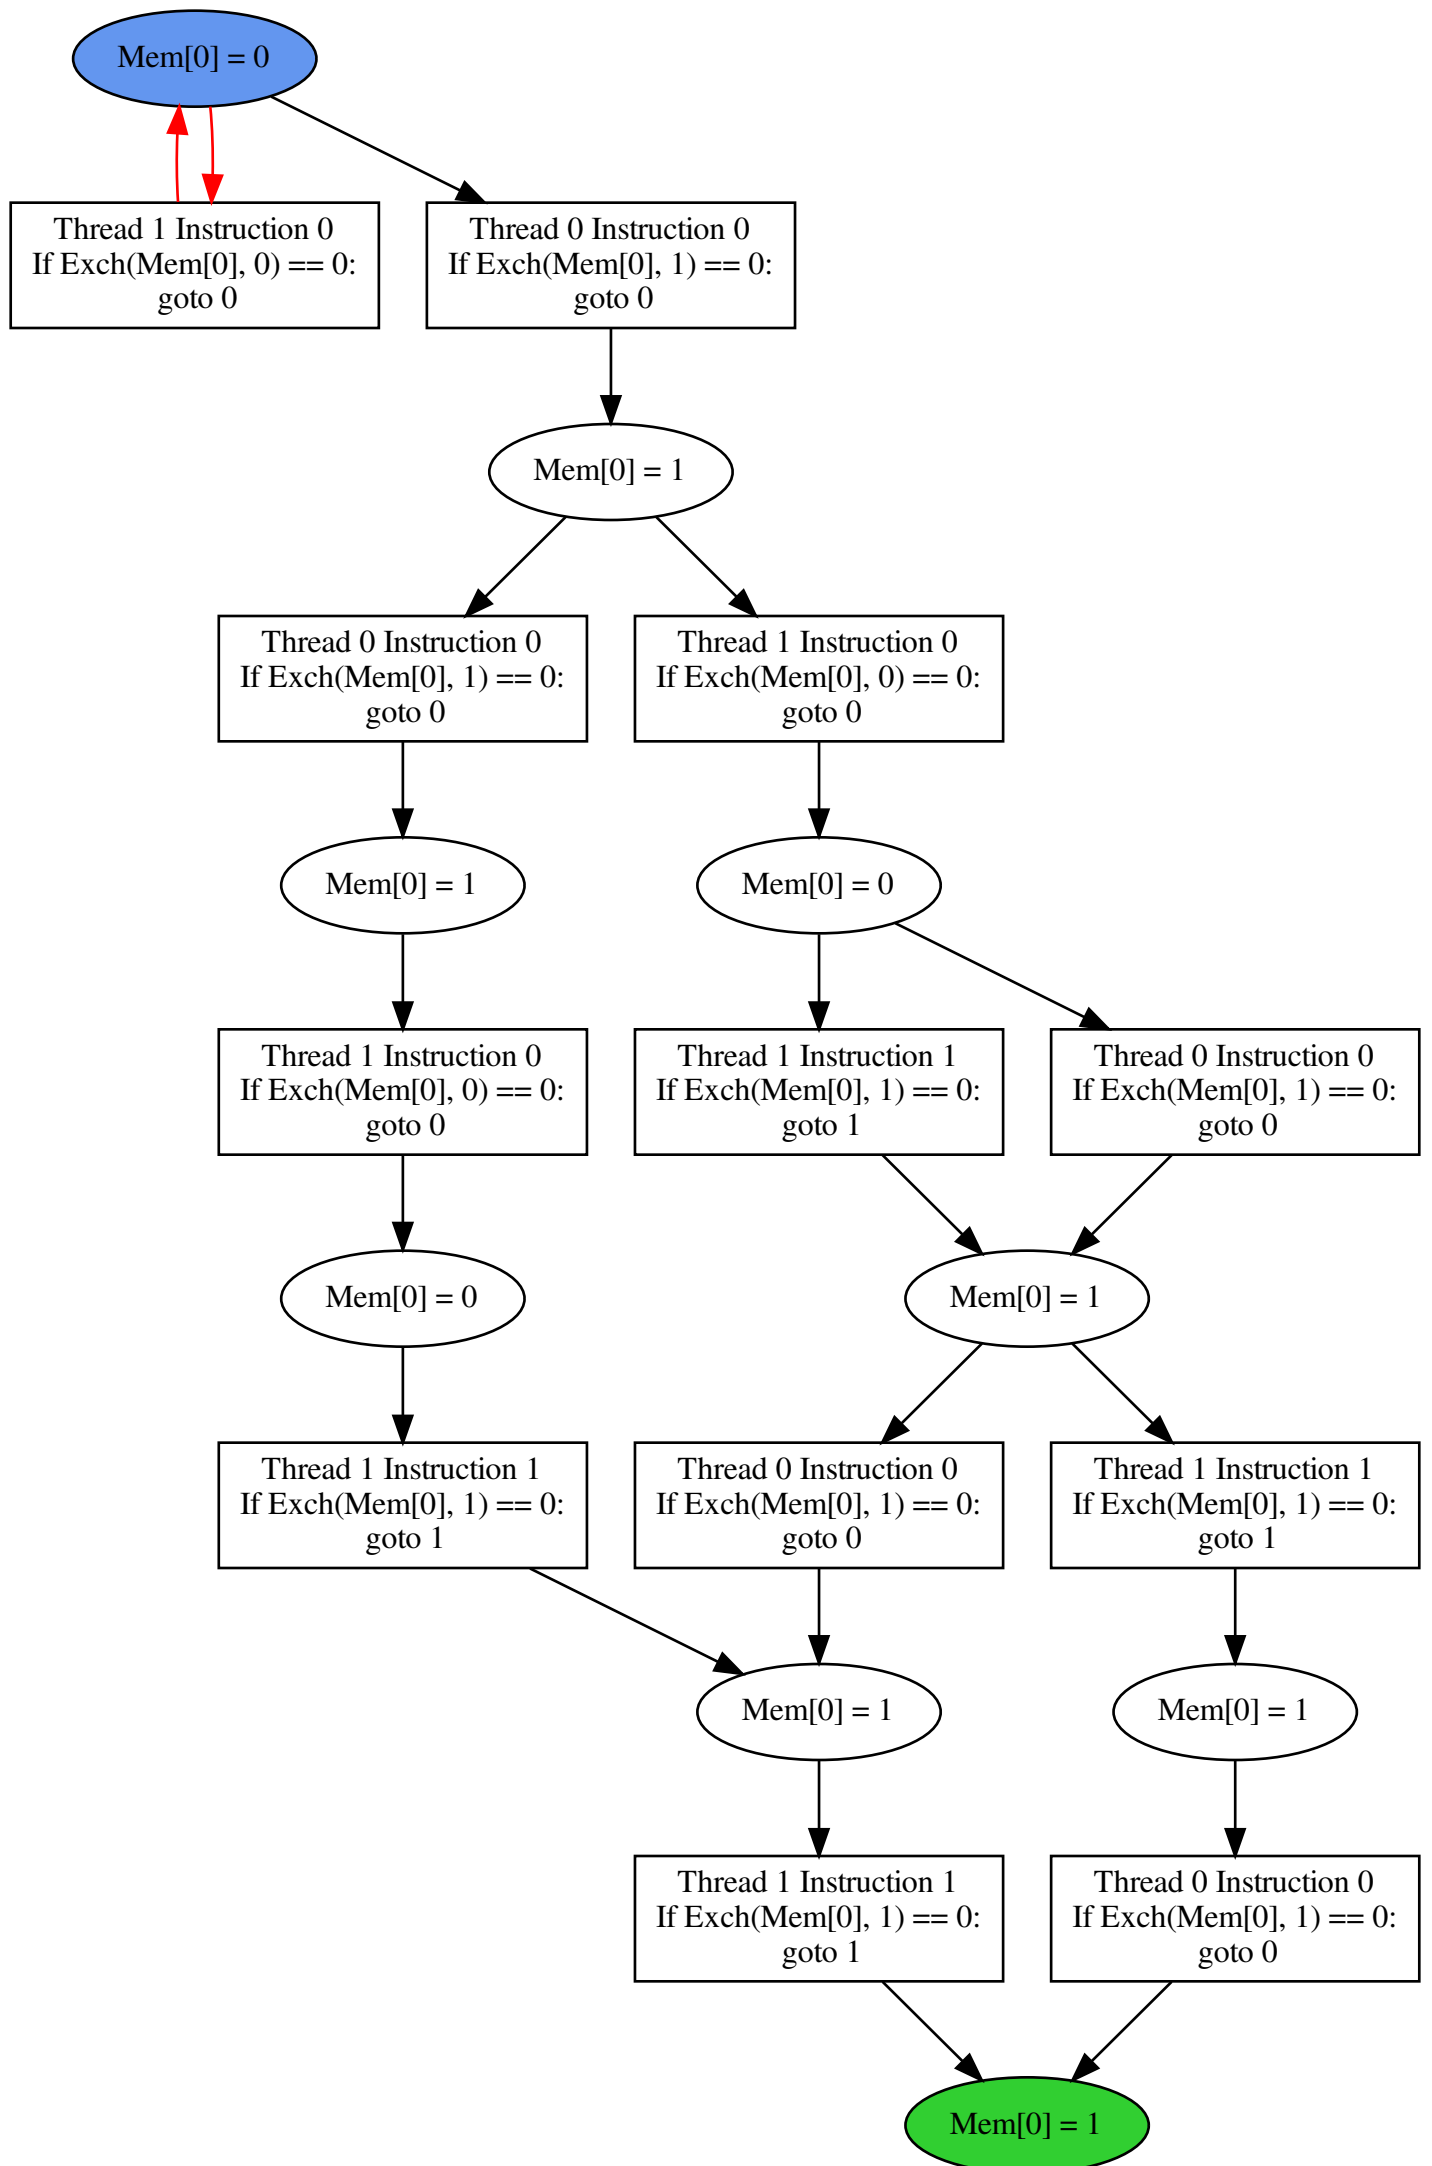 Mem[0] = 0
Thread 1 Instruction 0
If Exch(Mem[0], 0) == 0:
goto 0
Thread 0 Instruction 0
If Exch(Mem[0], 1) == 0:
goto 0
Mem[0] = 1
Thread 0 Instruction 0
If Exch(Mem[0], 1) == 0:
goto 0
Thread 1 Instruction 0
If Exch(Mem[0], 0) == 0:
goto 0
Mem[0] = 1
Mem[0] = 0
Thread 1 Instruction 0
If Exch(Mem[0], 0) == 0:
goto 0
Thread 1 Instruction 1
If Exch(Mem[0], 1) == 0:
goto 1
Thread 0 Instruction 0
If Exch(Mem[0], 1) == 0:
goto 0
Mem[0] = 0
Mem[0] = 1
Thread 1 Instruction 1
If Exch(Mem[0], 1) == 0:
goto 1
Thread 0 Instruction 0
If Exch(Mem[0], 1) == 0:
goto 0
Thread 1 Instruction 1
If Exch(Mem[0], 1) == 0:
goto 1
Mem[0] = 1
Mem[0] = 1
Thread 1 Instruction 1
If Exch(Mem[0], 1) == 0:
goto 1
Thread 0 Instruction 0
If Exch(Mem[0], 1) == 0:
goto 0
Mem[0] = 1